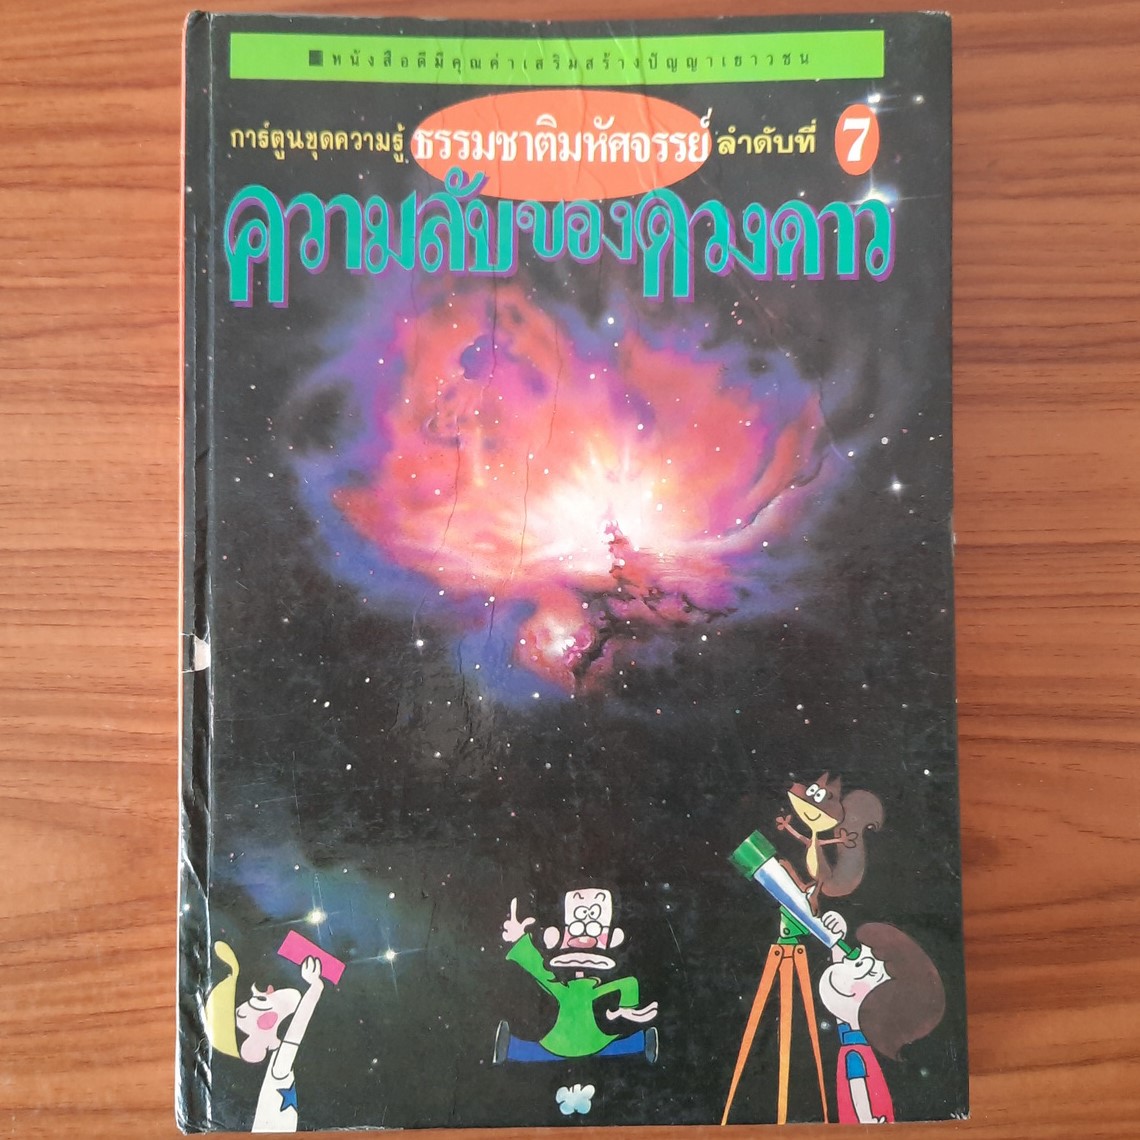 ■ หนังสือดีมีคุณค่าเสริมสร้างปัญญาเยาวชน
การ์ตูนชุดความรู้ ธรรมชาติมหัศจรรย์ ลำดับที่ 7
ความลับของดวงดาว